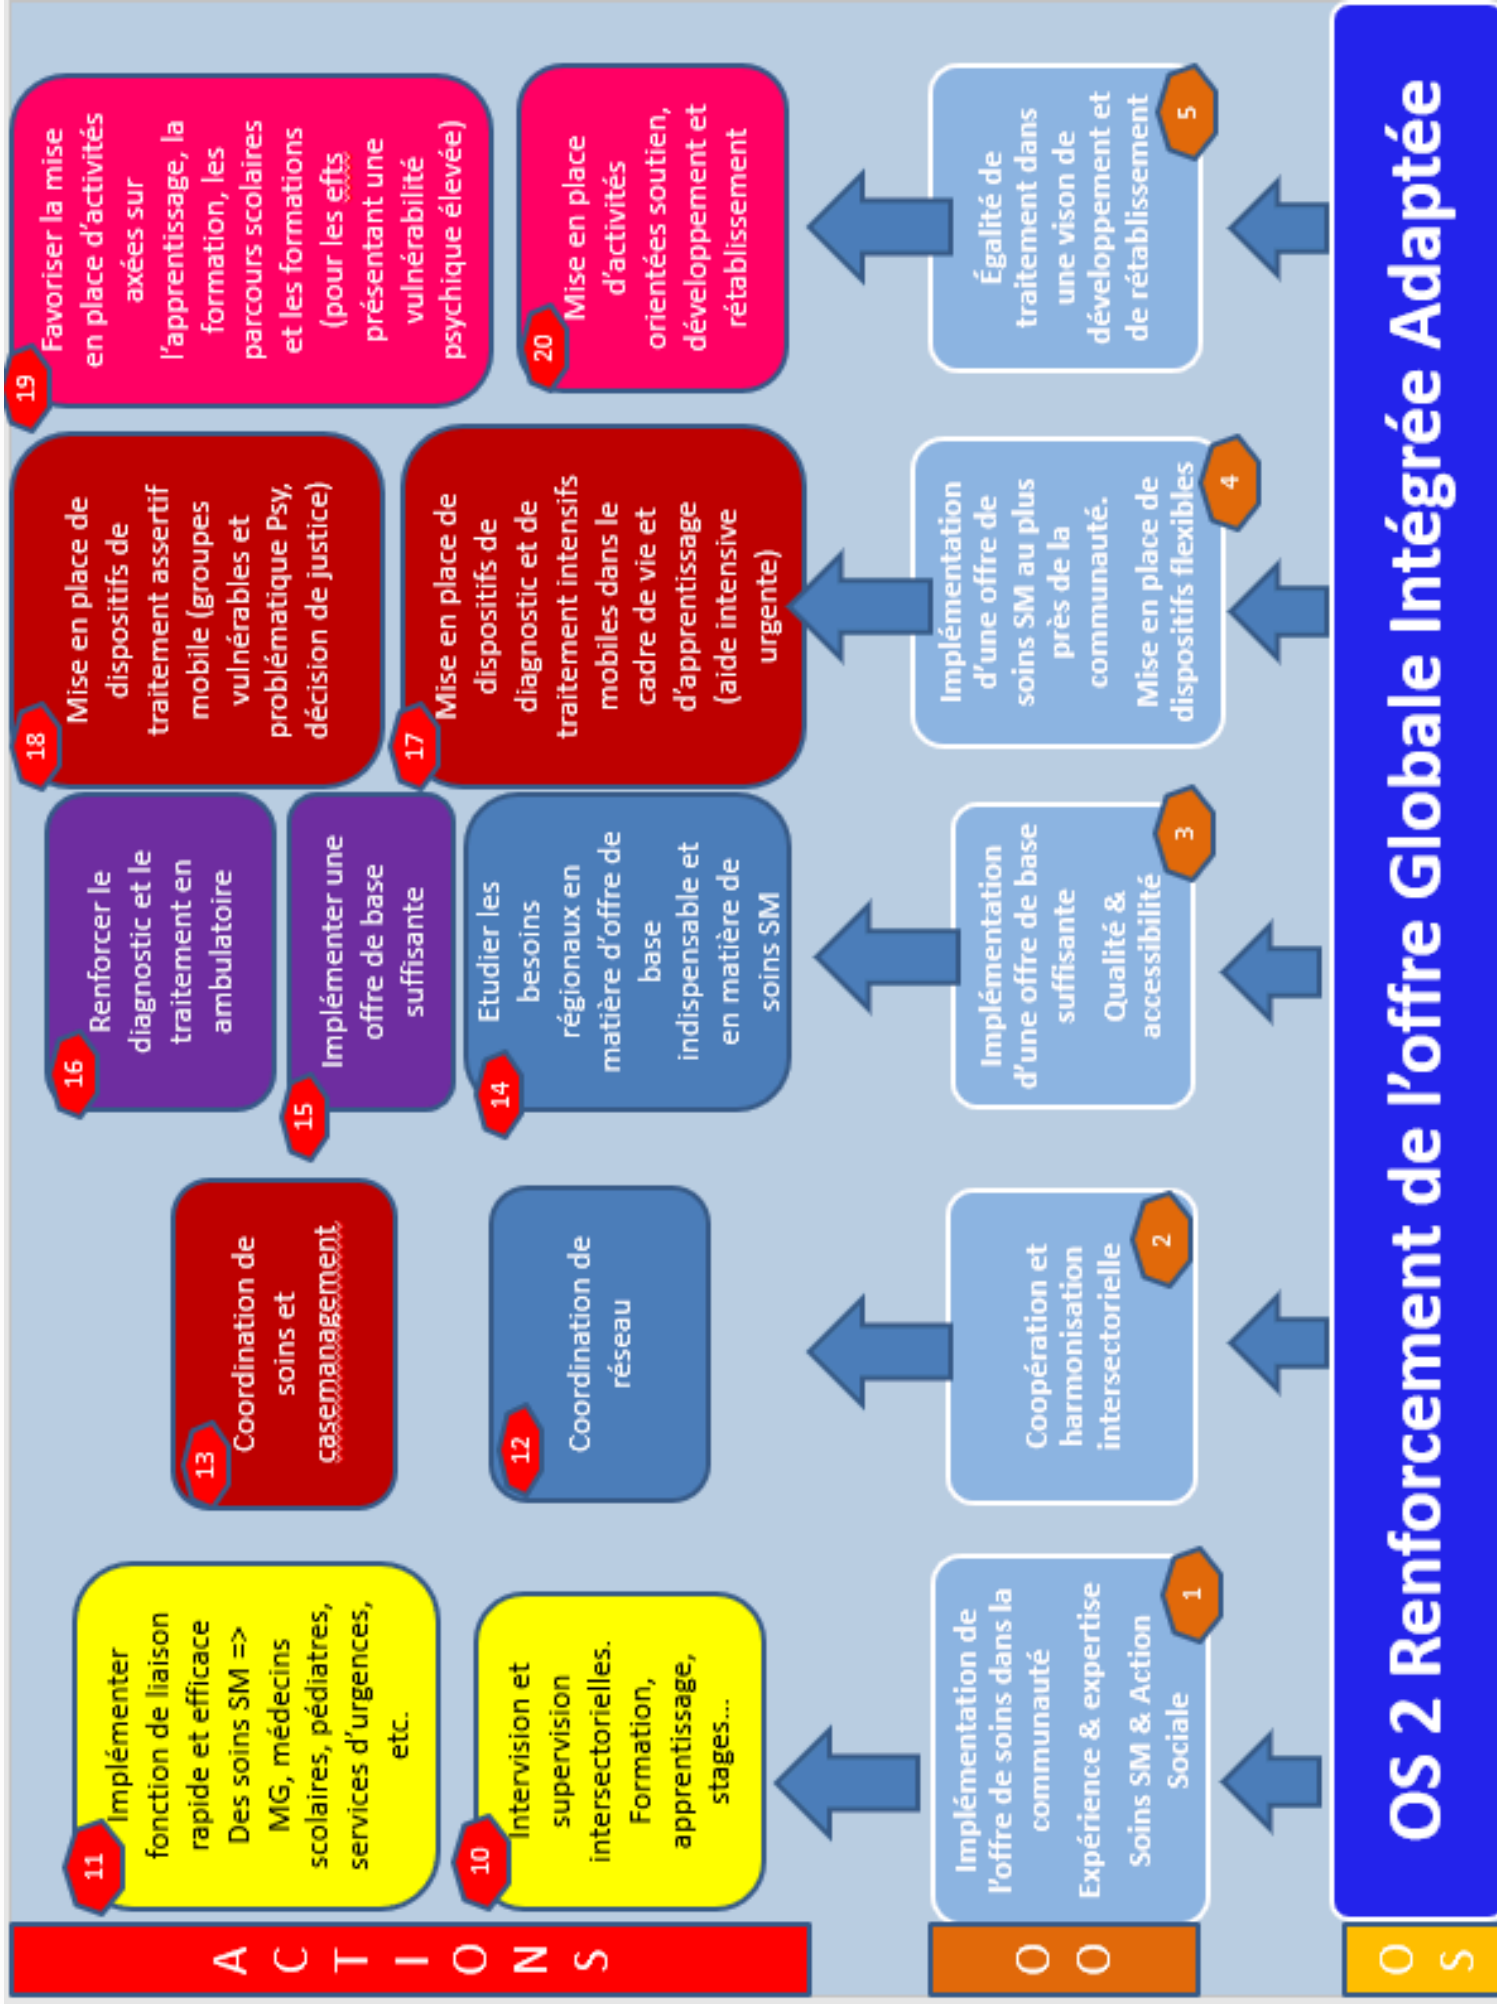 A
C
T
I
O
N
S
11
Implémenter
fonction de liaison
rapide et efficace
Des soins SM =>
MG, médecins
scolaires, pédiatres,
services d'urgences,
etc.
10
Intervision et
supervision
intersectorielles.
Formation,
apprentissage,
stages...
13
Coordination de
soins et
casemanagement
12
Coordination de
réseau
16
Renforcer le
diagnostic et le
traitement en
ambulatoire
15
Implémenter une
offre de base
suffisante
14
Etudier les
besoins
régionaux en
matière d'offre de
base
indispensable et
en matière de
soins SM
18
Mise en place de
dispositifs de
traitement assertif
mobile (groupes
vulnérables et
problématique Psy,
décision de justice)
17
Mise en place de
dispositifs de
diagnostic et de
traitement intensifs
mobiles dans le
cadre de vie et
d'apprentissage
(aide intensive
urgente)
19
Favoriser la mise
en place d'activités
axées sur
l'apprentissage, la
formation, les
parcours scolaires
et les formations
(pour les efts
présentant une
vulnérabilité
psychique élevée)
20
Mise en place
d'activités
orientées soutien,
développement et
rétablissement
O
O
Implémentation de
l'offre de soins dans la
communauté
Expérience & expertise
Soins SM & Action
Sociale
1
Coopération et
harmonisation
intersectorielle
2
Implémentation
d'une offre de base
suffisante
Qualité &
accessibilité
3
Implémentation
d'une offre de
soins SM au plus
près de la
communauté.
Mise en place de
dispositifs flexibles
4
Égalité de
traitement dans
une vison de
développement et
de rétablissement
5
O
S
OS 2 Renforcement de l'offre Globale Intégrée Adaptée